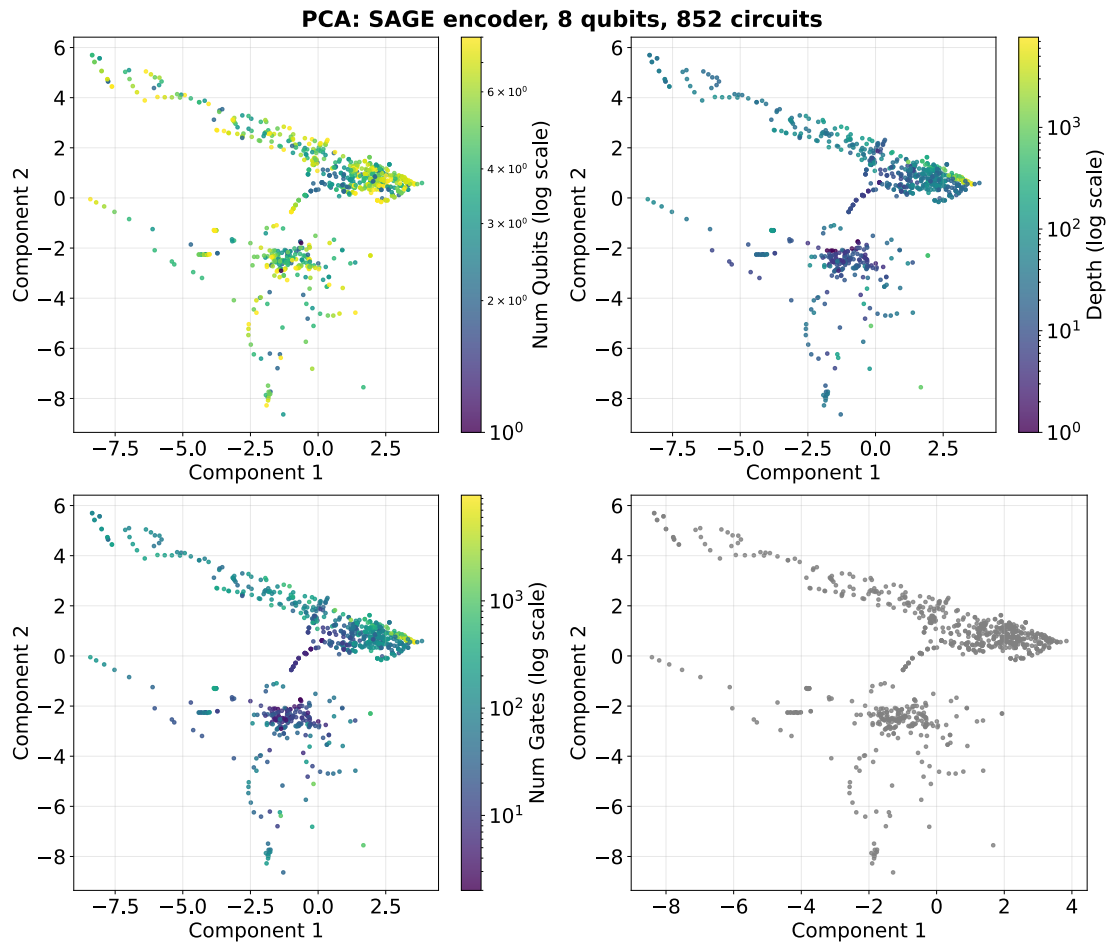 PCA: SAGE encoder, 8 qubits, 852 circuits
6
4
2
0
−2
−4
−6
−8
Component 2
−7.5 −5.0 −2.5 0.0 2.5
Component 1
6 × 10⁰
4 × 10⁰
3 × 10⁰
2 × 10⁰
10⁰
Num Qubits (log scale)
6
4
2
0
−2
−4
−6
−8
Component 2
−7.5 −5.0 −2.5 0.0 2.5
Component 1
10³
10²
10¹
10⁰
Depth (log scale)
6
4
2
0
−2
−4
−6
−8
Component 2
−7.5 −5.0 −2.5 0.0 2.5
Component 1
10³
10²
10¹
Num Gates (log scale)
6
4
2
0
−2
−4
−6
−8
Component 2
−8 −6 −4 −2 0 2 4
Component 1